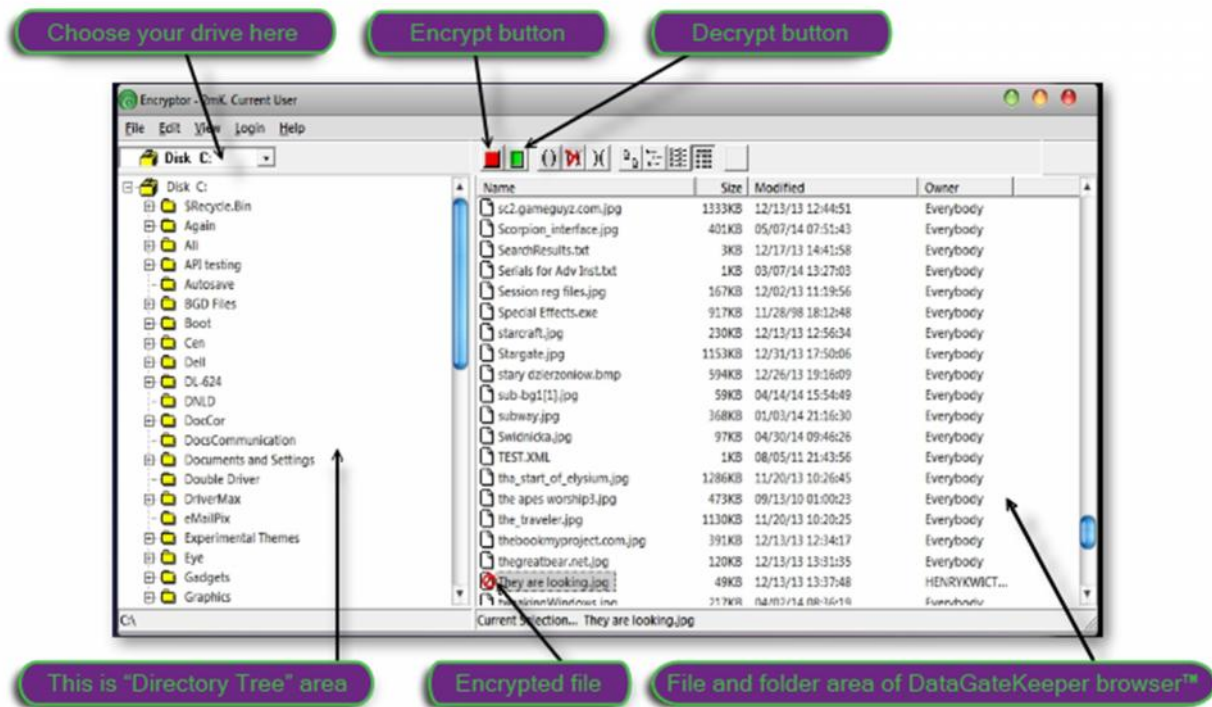 Choose your drive here
Encrypt button
Decrypt button
Encryptor - Current User
File Edit View Login Help
Disk C:
Disk C:
$Recycle.Bin
Again
Ali
API testing
Autosave
BGD Files
Boot
Cen
Dell
DL-624
DNLD
DocCor
DocsCommunication
Documents and Settings
Double Driver
DriverMax
eMailPix
Experimental Themes
Eye
Gadgets
Graphics
C:\
Name Size Modified Owner
sc2.gameguyz.com.jpg 1333KB 12/13/13 12:44:51 Everybody
Scorpion_interface.jpg 401KB 05/07/14 07:51:43 Everybody
SearchResults.txt 3KB 12/17/13 14:41:58 Everybody
Serials for Adv Inst.txt 1KB 03/07/14 13:27:03 Everybody
Session reg files.jpg 167KB 12/02/13 11:19:56 Everybody
Special Effects.exe 917KB 11/28/98 18:12:48 Everybody
starcraft.jpg 230KB 12/13/13 12:56:34 Everybody
Stargate.jpg 1153KB 12/31/13 17:50:06 Everybody
stary dzierzoniow.bmp 594KB 12/26/13 19:16:09 Everybody
sub-bg1[1].jpg 59KB 04/14/14 15:54:49 Everybody
subway.jpg 368KB 01/03/14 21:16:30 Everybody
Swidnicka.jpg 97KB 04/30/14 09:46:26 Everybody
TEST.XML 1KB 08/05/11 21:43:56 Everybody
tha_start_of_elysium.jpg 1286KB 11/20/13 10:26:45 Everybody
the apes worship3.jpg 473KB 09/13/10 01:00:23 Everybody
the_traveler.jpg 1130KB 11/20/13 10:20:25 Everybody
thebookmyproject.com.jpg 391KB 12/13/13 12:34:17 Everybody
thegreatbear.net.jpg 120KB 12/13/13 13:31:35 Everybody
They are looking.jpg 49KB 12/13/13 13:37:48 HENRYKWICT...
217KB 04/02/14 08:36:19 Everybody
Current Selection... They are looking.jpg
This is "Directory Tree" area
Encrypted file
File and folder area of DataGateKeeper browser™